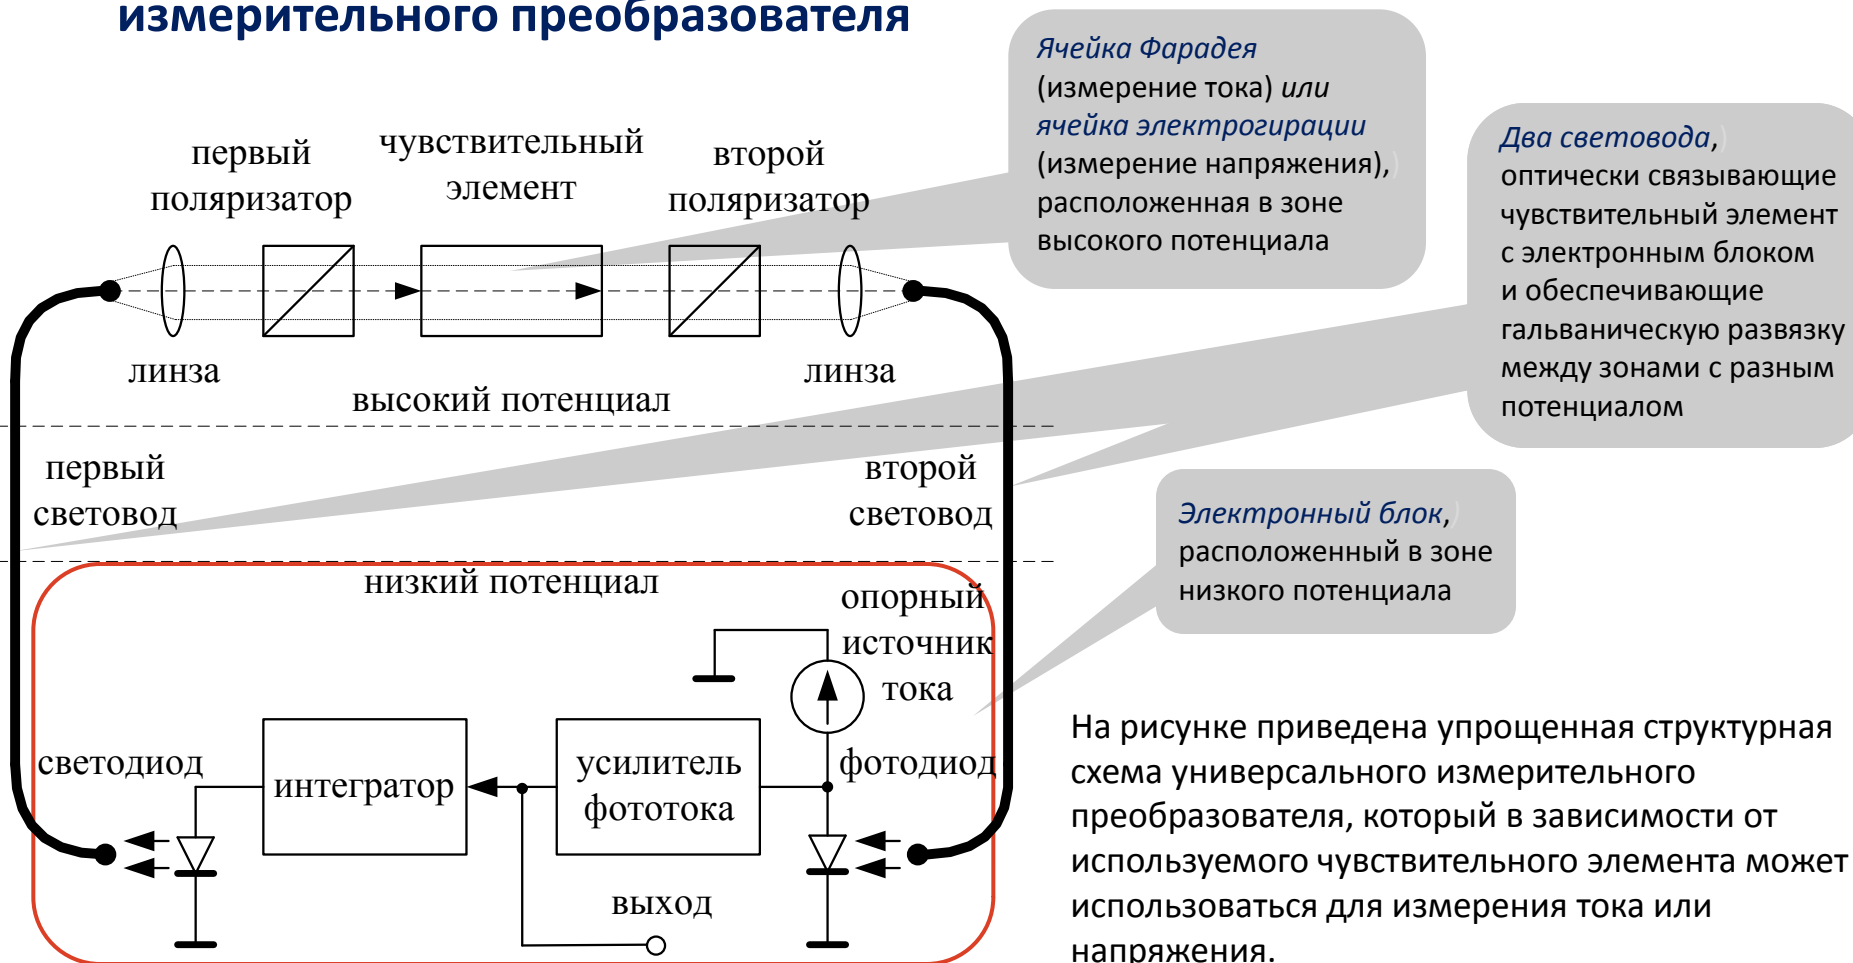 измерительного преобразователя
Ячейка Фарадея
(измерение тока) или
ячейка электрогирации
(измерение напряжения),)
расположенная в зоне
высокого потенциала
Два световода,)
оптически связывающие
чувствительный элемент
с электронным блоком
и обеспечивающие
гальваническую развязку
между зонами с разным
потенциалом
первый
поляризатор
чувствительный
элемент
второй
поляризатор
линза
линза
высокий потенциал
первый
световод
второй
световод
Электронный блок,)
расположенный в зоне
низкого потенциала
низкий потенциал
опорный
источник
тока
светодиод
интегратор
усилитель
фототока
фотодиод
выход
На рисунке приведена упрощенная структурная
схема универсального измерительного
преобразователя, который в зависимости от
используемого чувствительного элемента может
использоваться для измерения тока или
напряжения.